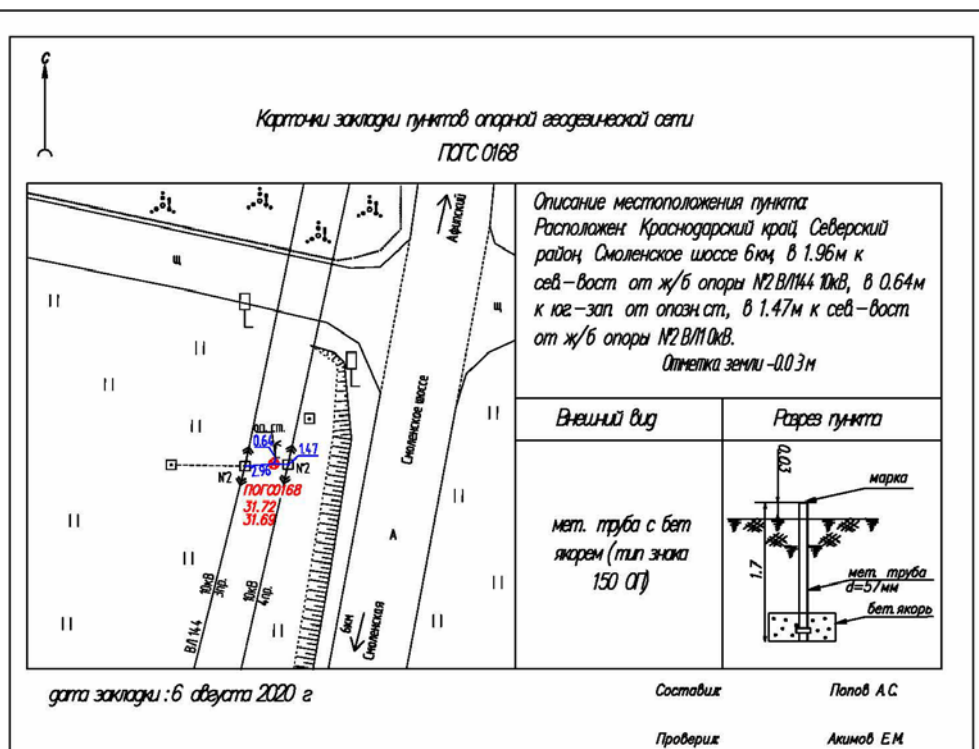 С
Карточки закладки пунктов опорной геодезической сети
ПОГС 0168
Афипский
щ
щ
Смоленское шоссе
оп. ст.
0.64
1.47
2.96
№2
№2
ПОГС0168
31.72
31.69
А
10кВ
3пр.
10кВ
4пр.
ВЛ 144
6км
Смоленская
Описание местоположения пункта:
Расположен: Краснодарский край, Северский
район, Смоленское шоссе 6км, в 1.96м к
сев.-вост. от ж/б опоры №2 ВЛ144 10кВ, в 0.64м
к юг.-зап. от опозн.ст., в 1.47м к сев.-вост.
от ж/б опоры №2 ВЛ10кВ.
Отметка земли -0.03 м
Внешний вид
Разрез пункта
мет. труба с бет.
якорем (тип знака
150 ОП)
0.03
марка
1.7
мет. труба
d=57мм
бет.якорь
дата закладки : 6 августа 2020 г.
Составил:
Попов А.С.
Проверил:
Акимов Е.М.